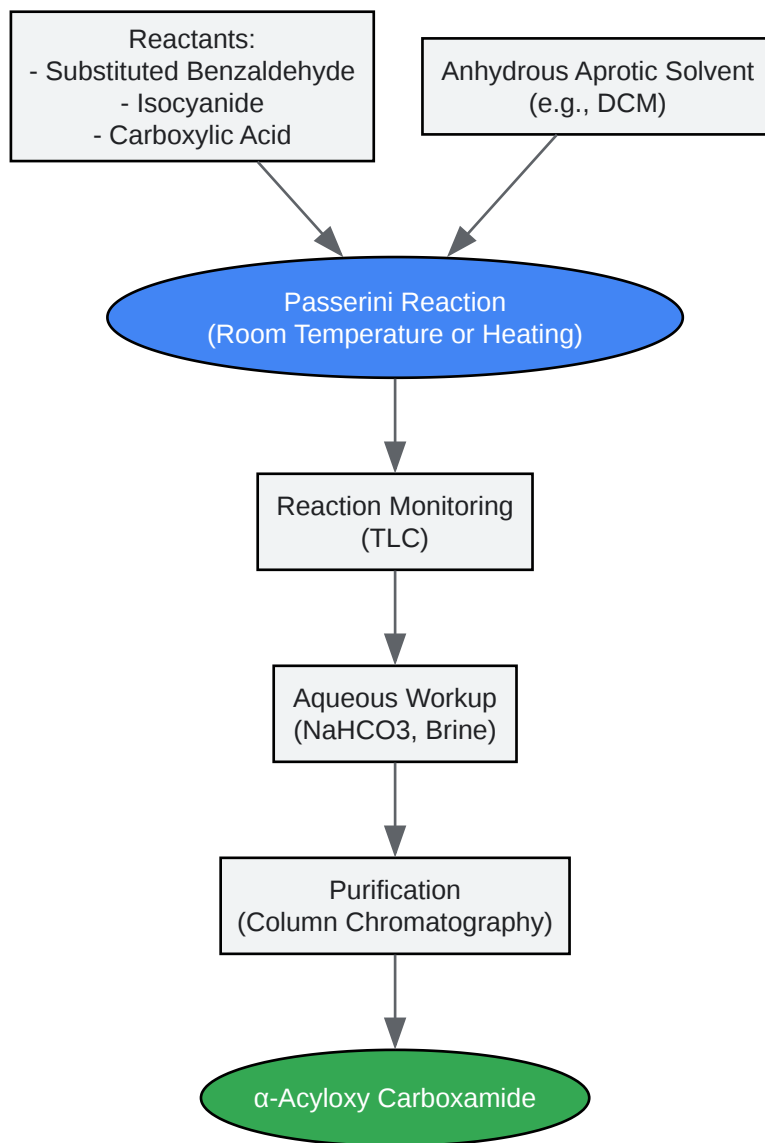 Reactants:
- Substituted Benzaldehyde
- Isocyanide
- Carboxylic Acid
Anhydrous Aprotic Solvent
(e.g., DCM)
Passerini Reaction
(Room Temperature or Heating)
Reaction Monitoring
(TLC)
Aqueous Workup
(NaHCO3, Brine)
Purification
(Column Chromatography)
α-Acyloxy Carboxamide